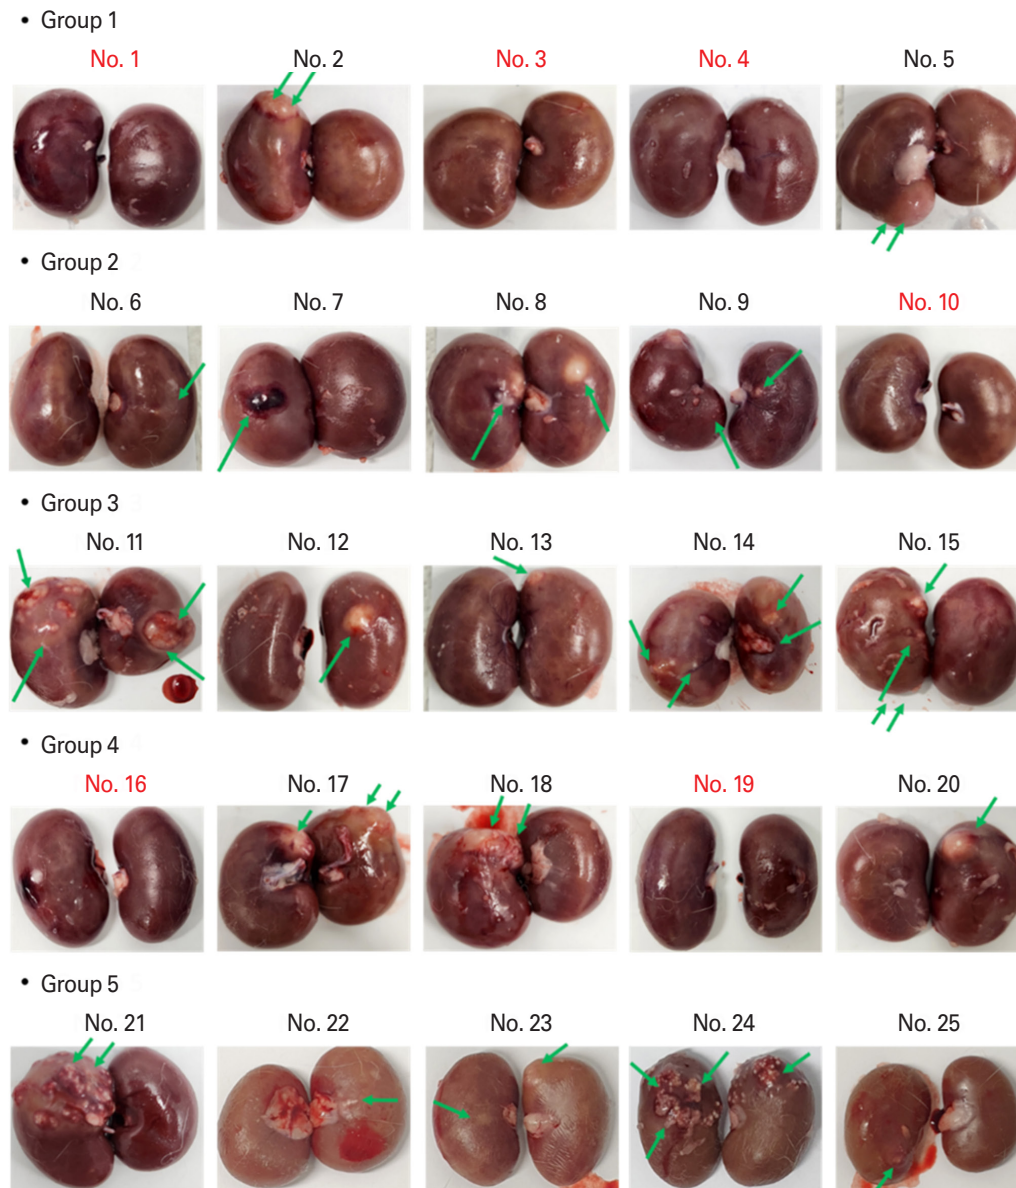 • Group 1
No. 1 No. 2 No. 3 No. 4 No. 5
• Group 2
No. 6 No. 7 No. 8 No. 9 No. 10
• Group 3
No. 11 No. 12 No. 13 No. 14 No. 15
• Group 4
No. 16 No. 17 No. 18 No. 19 No. 20
• Group 5
No. 21 No. 22 No. 23 No. 24 No. 25